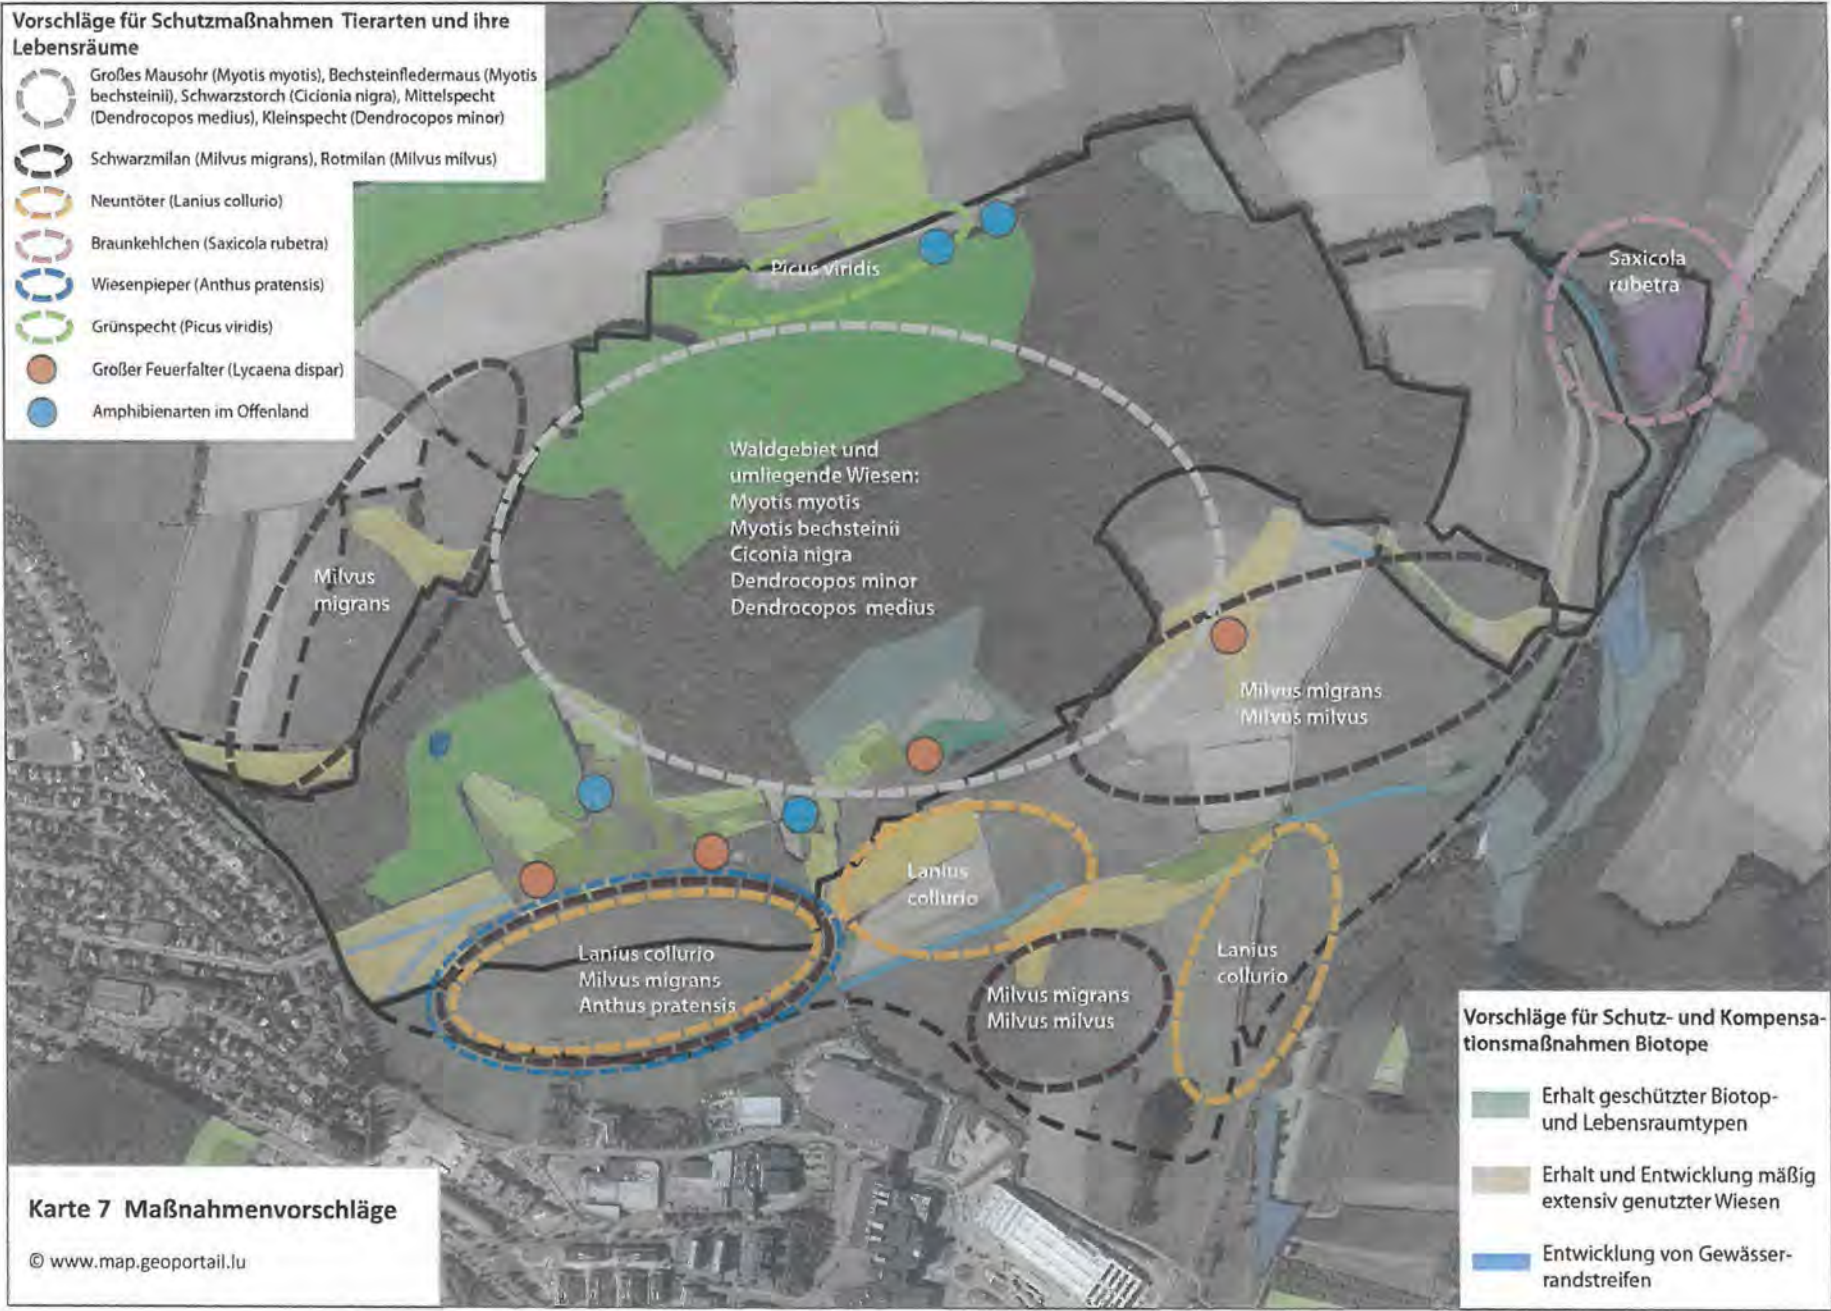 Vorschläge für Schutzmaßnahmen Tierarten und ihre
Lebensräume
Großes Mausohr (Myotis myotis), Bechsteinfledermaus (Myotis
bechsteinii), Schwarzstorch (Cicionia nigra), Mittelspecht
(Dendrocopos medius), Kleinspecht (Dendrocopos minor)
Schwarzmilan (Milvus migrans), Rotmilan (Milvus milvus)
Neuntöter (Lanius collurio)
Braunkehlchen (Saxicola rubetra)
Wiesenpieper (Anthus pratensis)
Grünspecht (Picus viridis)
Großer Feuerfalter (Lycaena dispar)
Amphibienarten im Offenland
Picus viridis
Saxicola
rubetra
Waldgebiet und
umliegende Wiesen:
Myotis myotis
Myotis bechsteinii
Ciconia nigra
Dendrocopos minor
Dendrocopos medius
Milvus
migrans
Milvus migrans
Milvus milvus
Lanius
collurio
Lanius collurio
Milvus migrans
Anthus pratensis
Milvus migrans
Milvus milvus
Lanius
collurio
Vorschläge für Schutz- und Kompensa-
tionsmaßnahmen Biotope
Erhalt geschützter Biotop-
und Lebensraumtypen
Erhalt und Entwicklung mäßig
extensiv genutzter Wiesen
Entwicklung von Gewässer-
randstreifen
Karte 7 Maßnahmenvorschläge
© www.map.geoportail.lu